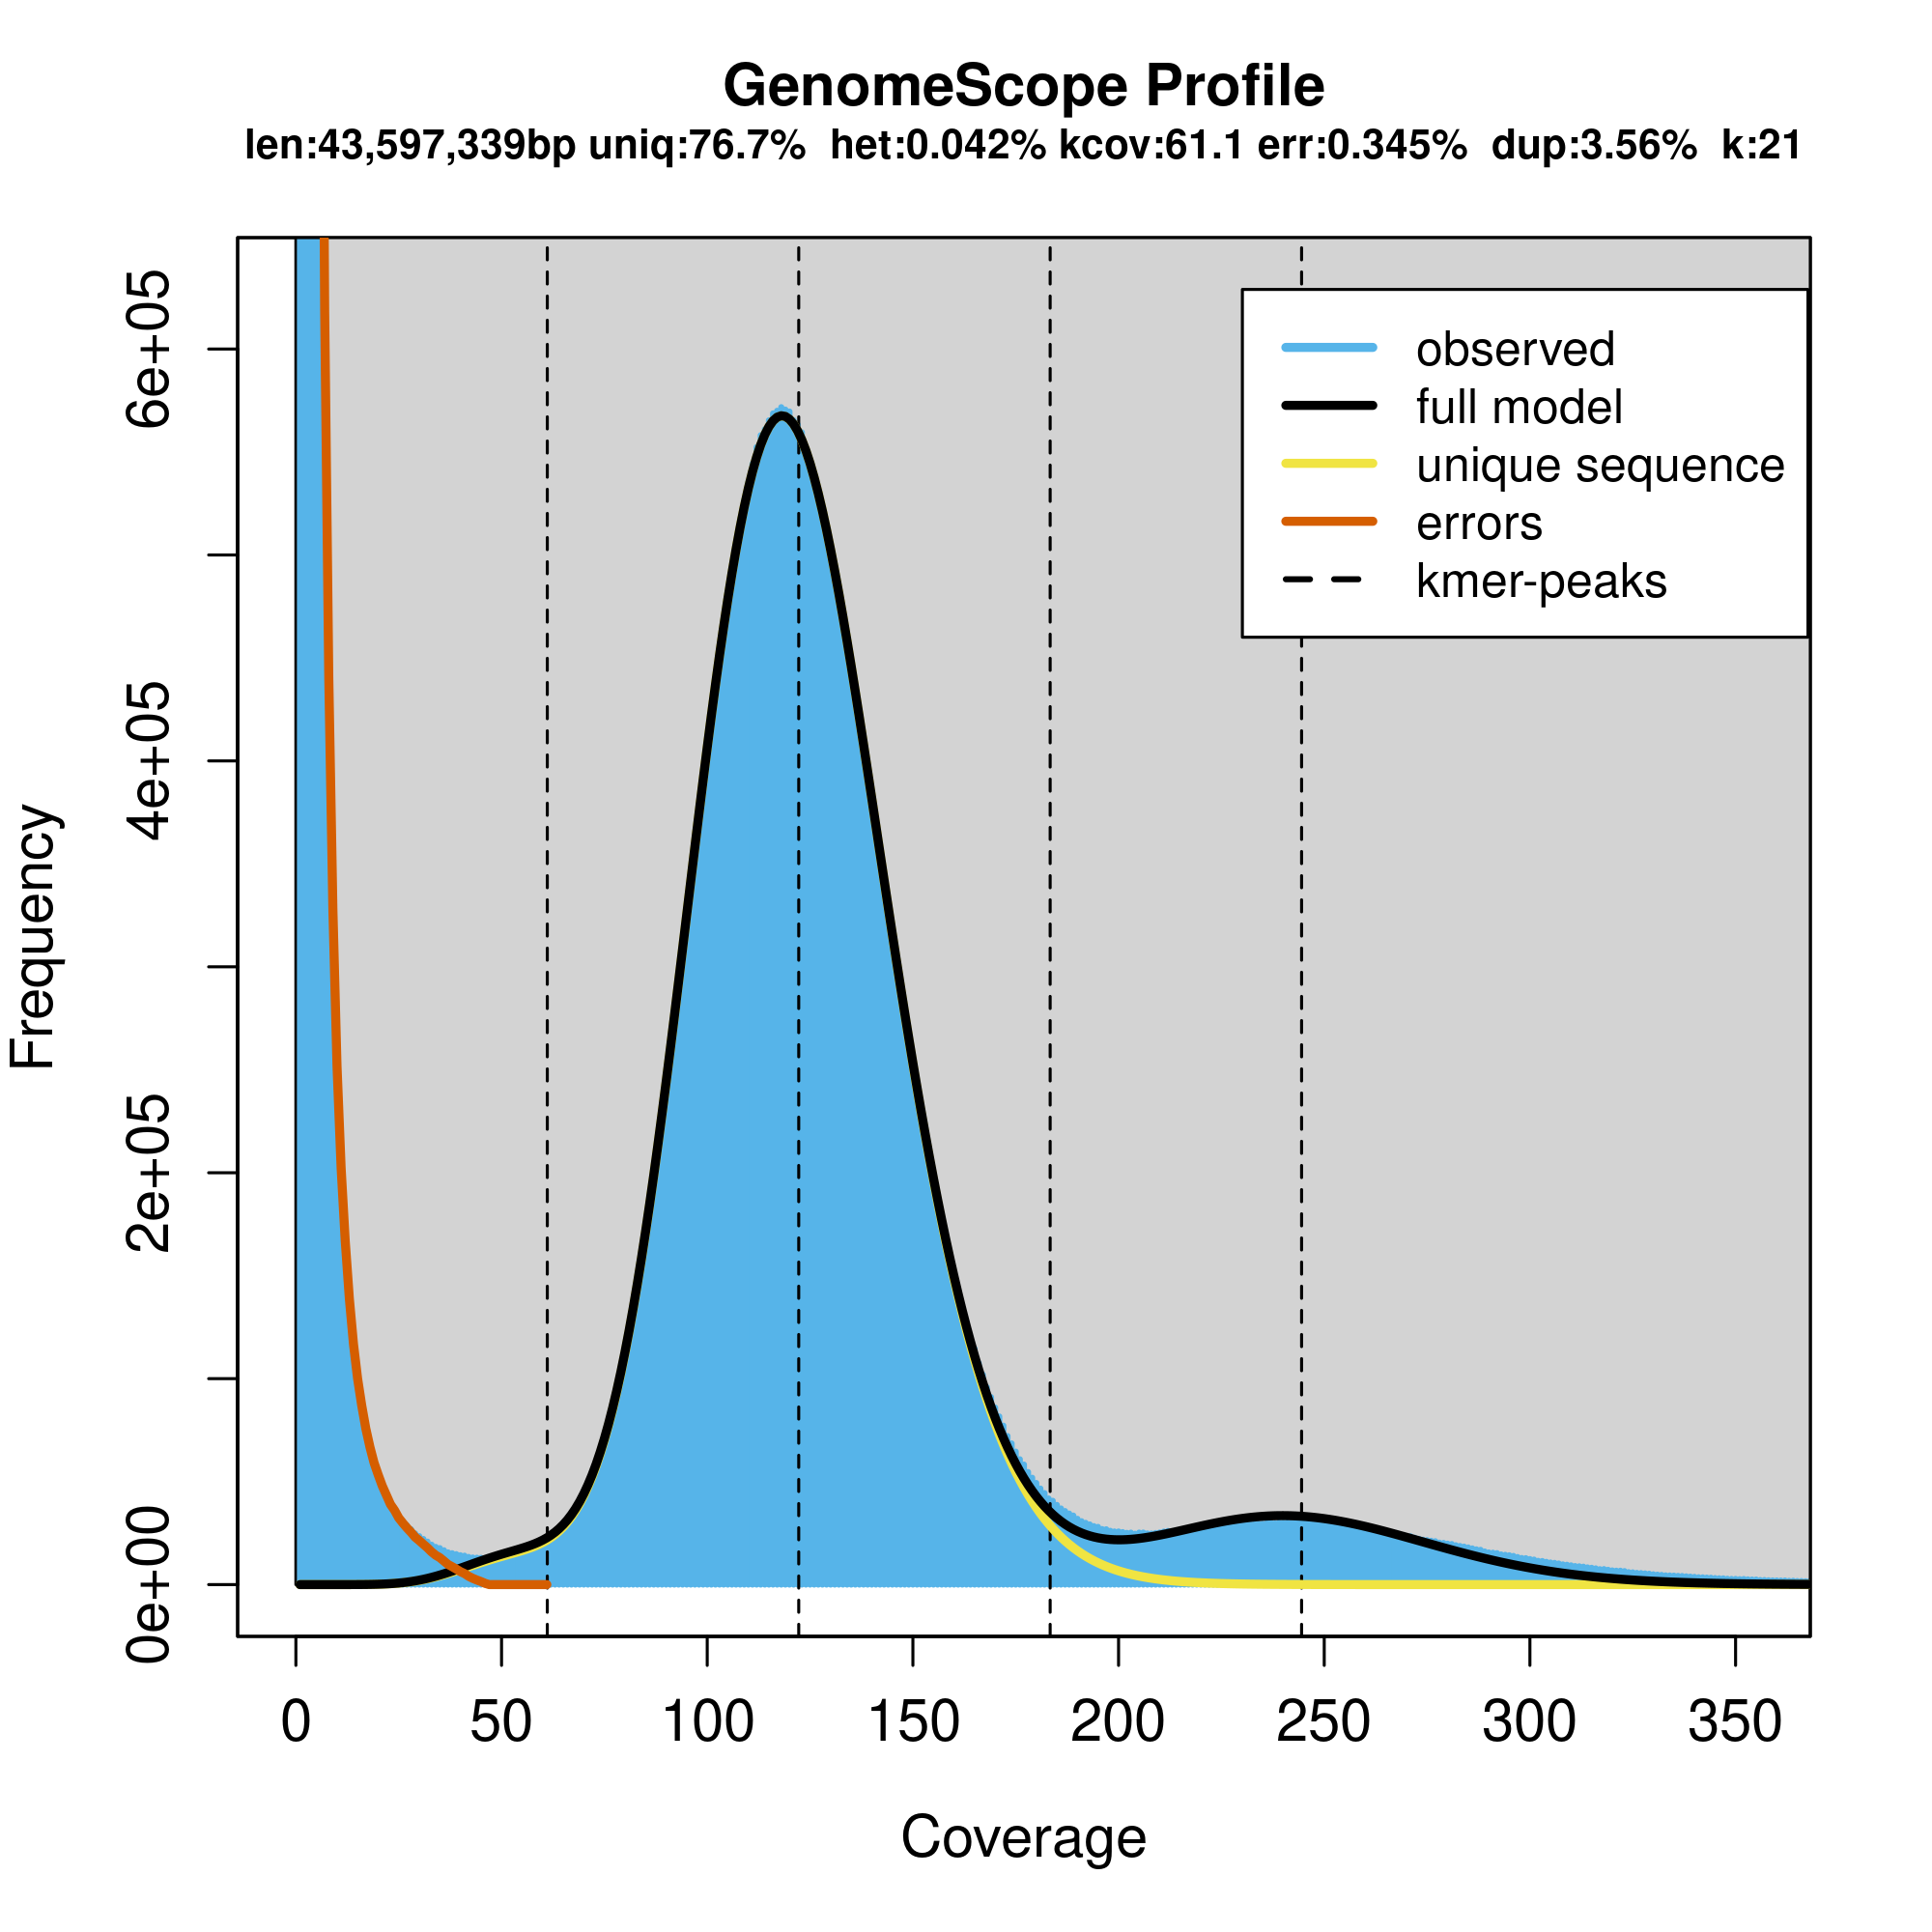 GenomeScope Profile
len:43,597,339bp uniq:76.7% het:0.042% kcov:61.1 err:0.345% dup:3.56% k:21
observed
full model
unique sequence
errors
kmer-peaks
Frequency
6e+05
4e+05
2e+05
0e+00
0 50 100 150 200 250 300 350
Coverage